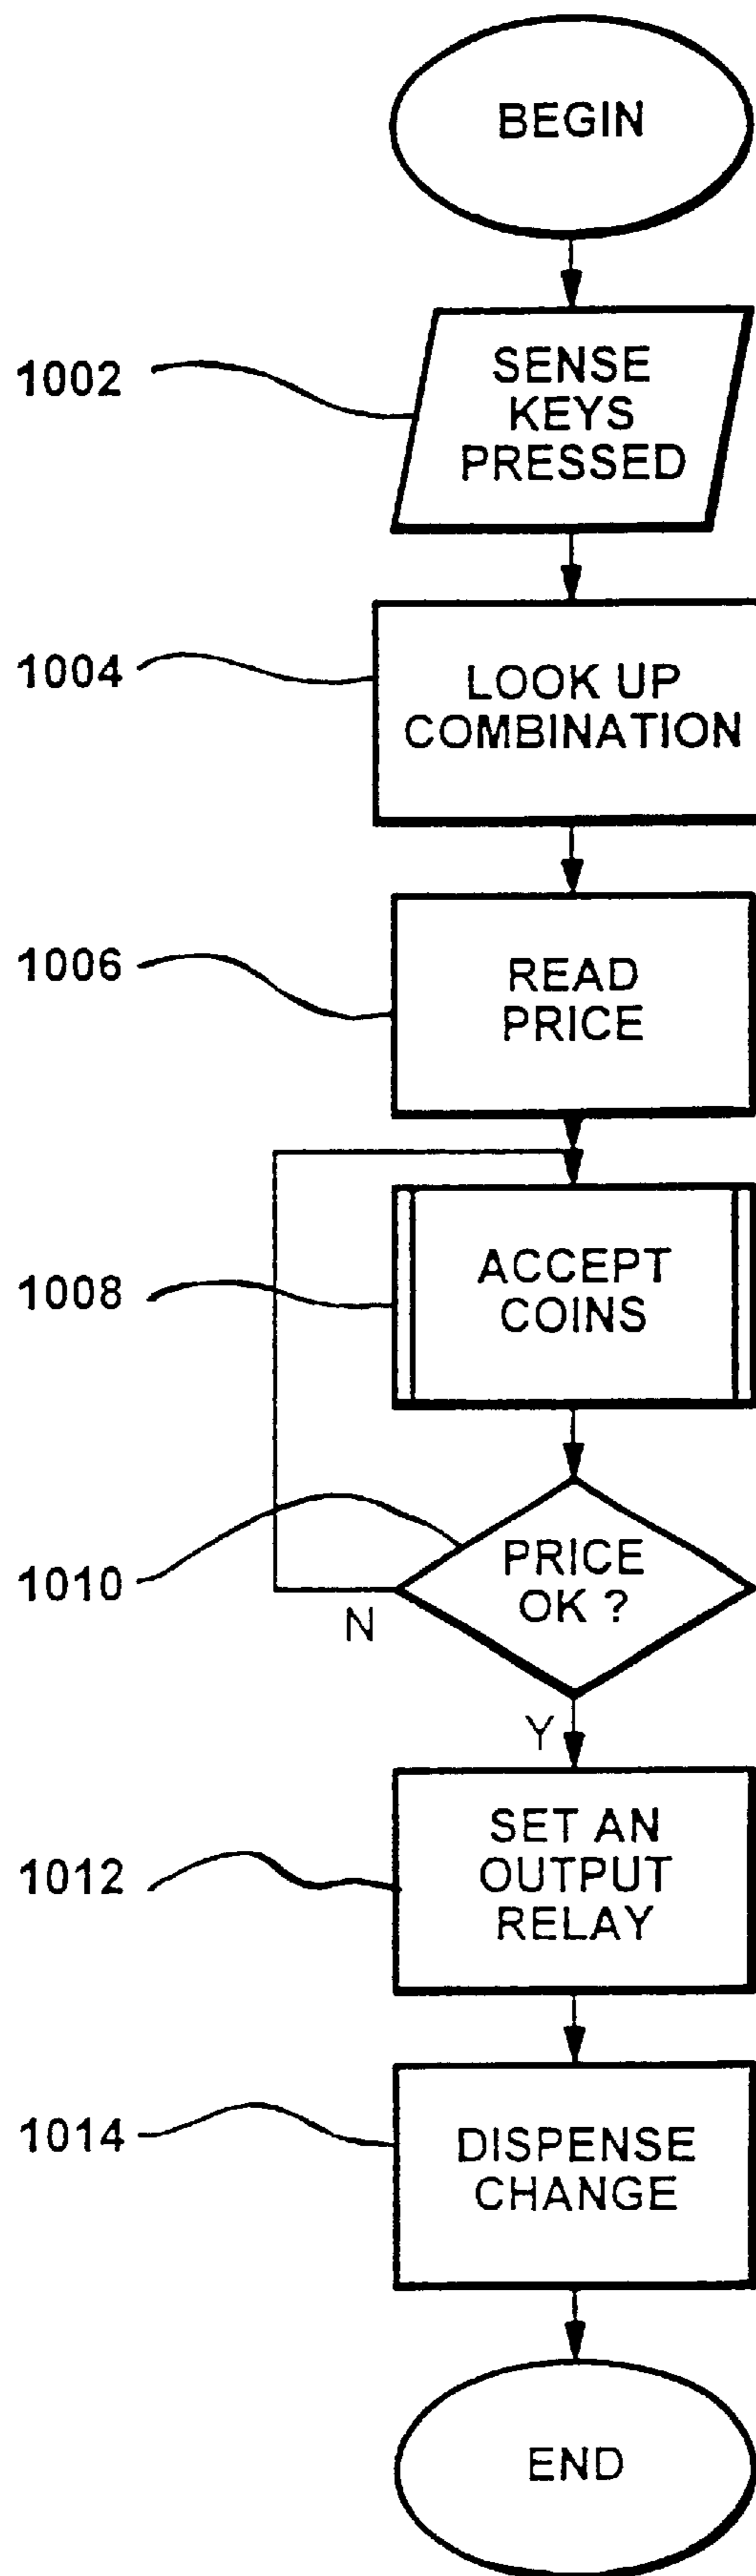 BEGIN
1002
SENSE
KEYS
PRESSED
1004
LOOK UP
COMBINATION
1006
READ
PRICE
1008
ACCEPT
COINS
1010
PRICE
OK ?
N
Y
1012
SET AN
OUTPUT
RELAY
1014
DISPENSE
CHANGE
END